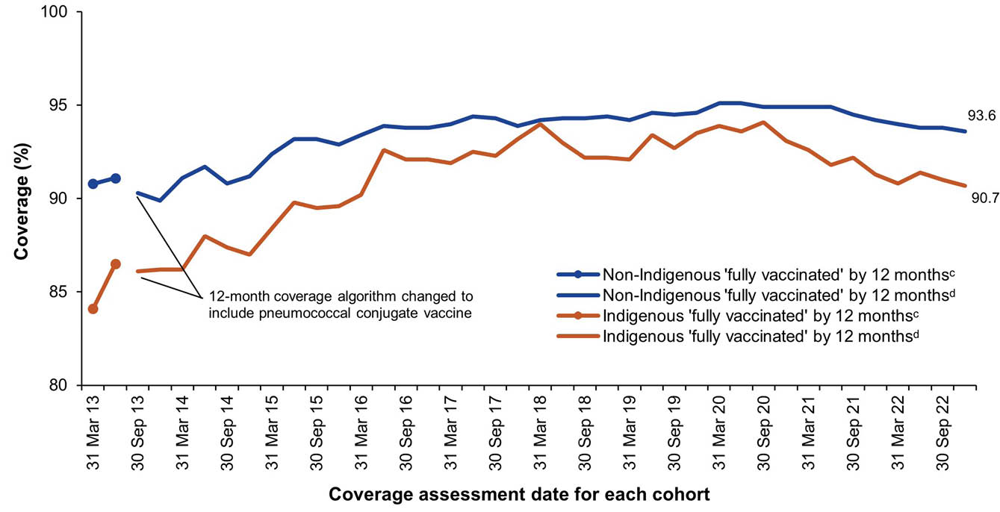 100
95
90
85
80
Coverage (%)
93.6
90.7
12-month coverage algorithm changed to
include pneumococcal conjugate vaccine
Non-Indigenous 'fully vaccinated' by 12 monthsᶜ
Non-Indigenous 'fully vaccinated' by 12 monthsᵈ
Indigenous 'fully vaccinated' by 12 monthsᶜ
Indigenous 'fully vaccinated' by 12 monthsᵈ
31 Mar 13
30 Sep 13
31 Mar 14
30 Sep 14
31 Mar 15
30 Sep 15
31 Mar 16
30 Sep 16
31 Mar 17
30 Sep 17
31 Mar 18
30 Sep 18
31 Mar 19
30 Sep 19
31 Mar 20
30 Sep 20
31 Mar 21
30 Sep 21
31 Mar 22
30 Sep 22
Coverage assessment date for each cohort